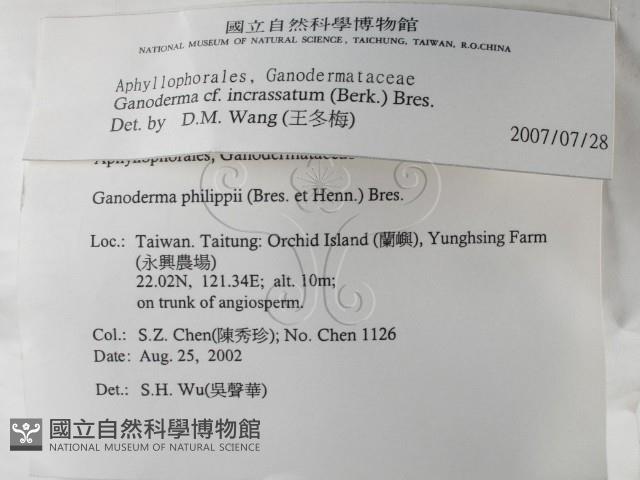 國立自然科學博物館
NATIONAL MUSEUM OF NATURAL SCIENCE, TAICHUNG, TAIWAN, R.O.CHINA
Aphyllophorales, Ganodermataceae
Ganoderma cf. incrassatum (Berk.) Bres.
Det. by D.M. Wang (王冬梅)
2007/07/28
Aphyllophorales, Ganodermataceae
Ganoderma philippii (Bres. et Henn.) Bres.
Loc.: Taiwan. Taitung: Orchid Island (蘭嶼), Yunghsing Farm
(永興農場)
22.02N, 121.34E; alt. 10m;
on trunk of angiosperm.
Col.: S.Z. Chen(陳秀珍); No. Chen 1126
Date: Aug. 25, 2002
Det.: S.H. Wu(吳聲華)
國立自然科學博物館
NATIONAL MUSEUM OF NATURAL SCIENCE